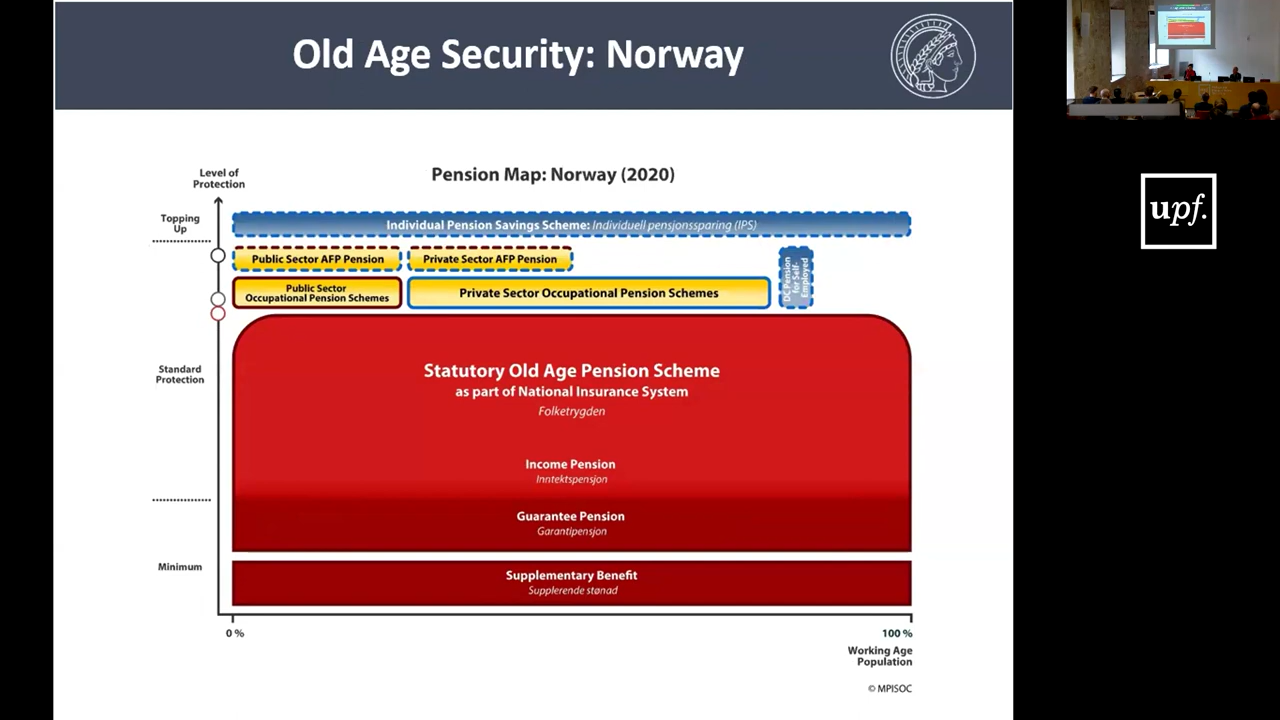 Old Age Security: Norway
Pension Map: Norway (2020)
Level of
Protection
Topping
Up
Individual Pension Savings Scheme: Individuell pensjonssparing (IPS)
Public Sector AFP Pension
Private Sector AFP Pension
DC Pension
for Self-
Employed
Public Sector
Occupational Pension Schemes
Private Sector Occupational Pension Schemes
Standard
Protection
Statutory Old Age Pension Scheme
as part of National Insurance System
Folketrygden
Income Pension
Inntektspensjon
Guarantee Pension
Garantipensjon
Minimum
Supplementary Benefit
Supplerende stønad
0 %
100 %
Working Age
Population
© MPISOC
upf.